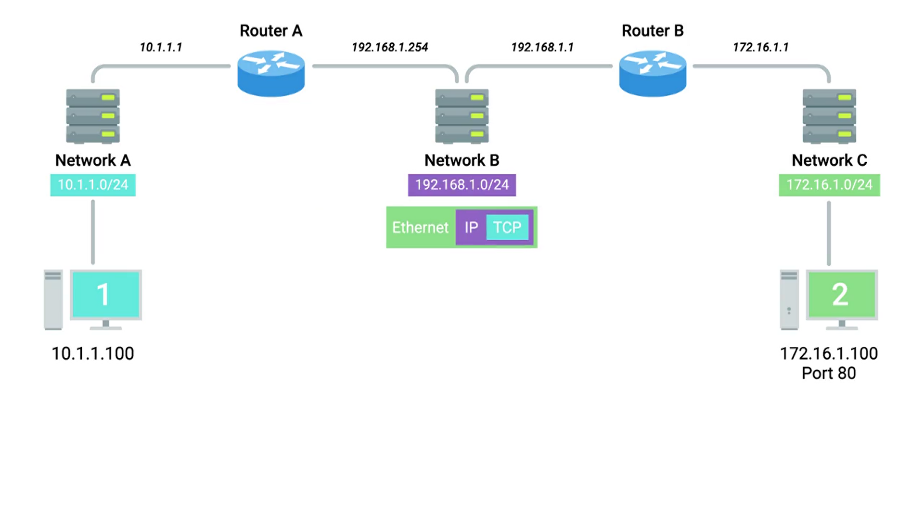 Router A
Router B
10.1.1.1
192.168.1.254
192.168.1.1
172.16.1.1
Network A
Network B
Network C
10.1.1.0/24
192.168.1.0/24
172.16.1.0/24
Ethernet IP TCP
1
2
10.1.1.100
172.16.1.100
Port 80